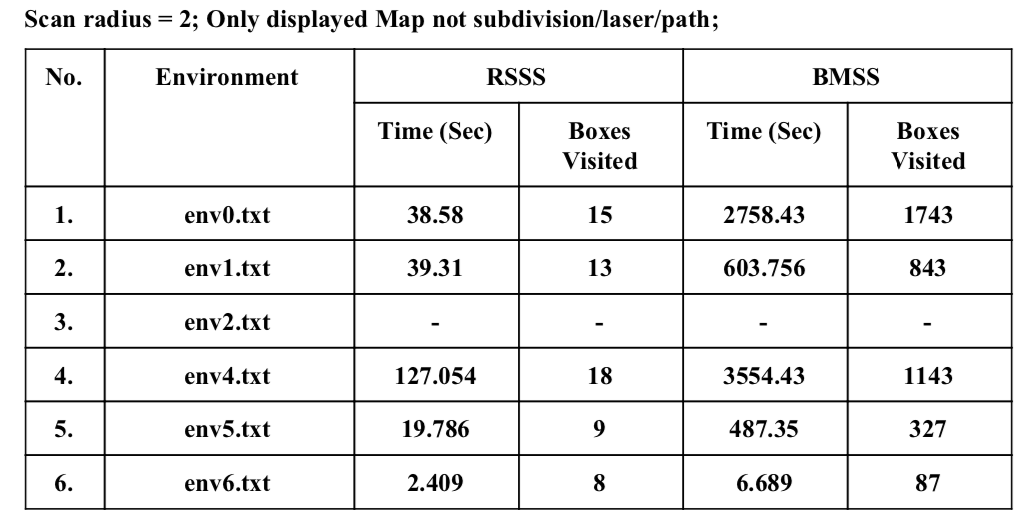 Scan radius = 2; Only displayed Map not subdivision/laser/path;
No. Environment RSSS BMSS
Time (Sec) Boxes Visited Time (Sec) Boxes Visited
1. env0.txt 38.58 15 2758.43 1743
2. env1.txt 39.31 13 603.756 843
3. env2.txt - - - -
4. env4.txt 127.054 18 3554.43 1143
5. env5.txt 19.786 9 487.35 327
6. env6.txt 2.409 8 6.689 87